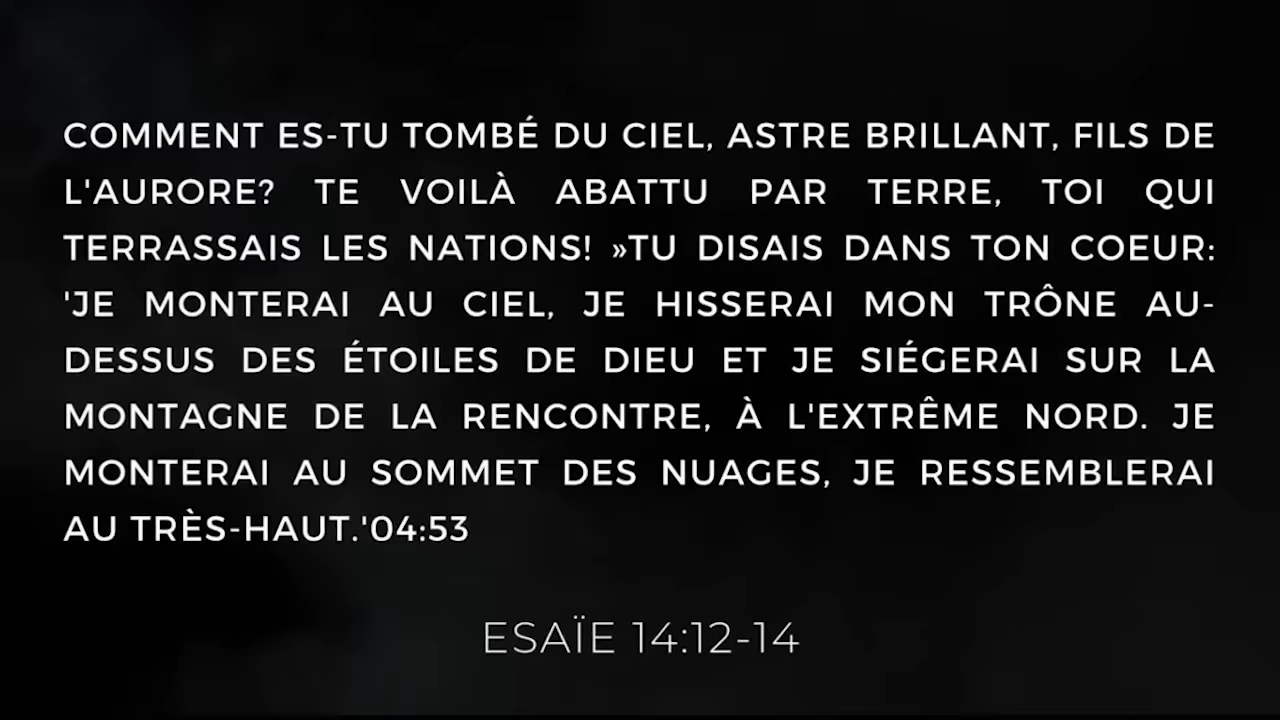 COMMENT ES-TU TOMBÉ DU CIEL, ASTRE BRILLANT, FILS DE
L'AURORE? TE VOILÀ ABATTU PAR TERRE, TOI QUI
TERRASSAIS LES NATIONS! »TU DISAIS DANS TON COEUR:
'JE MONTERAI AU CIEL, JE HISSERAI MON TRÔNE AU-
DESSUS DES ÉTOILES DE DIEU ET JE SIÉGERAI SUR LA
MONTAGNE DE LA RENCONTRE, À L'EXTRÊME NORD. JE
MONTERAI AU SOMMET DES NUAGES, JE RESSEMBLERAI
AU TRÈS-HAUT.'04:53
ESAÏE 14:12-14